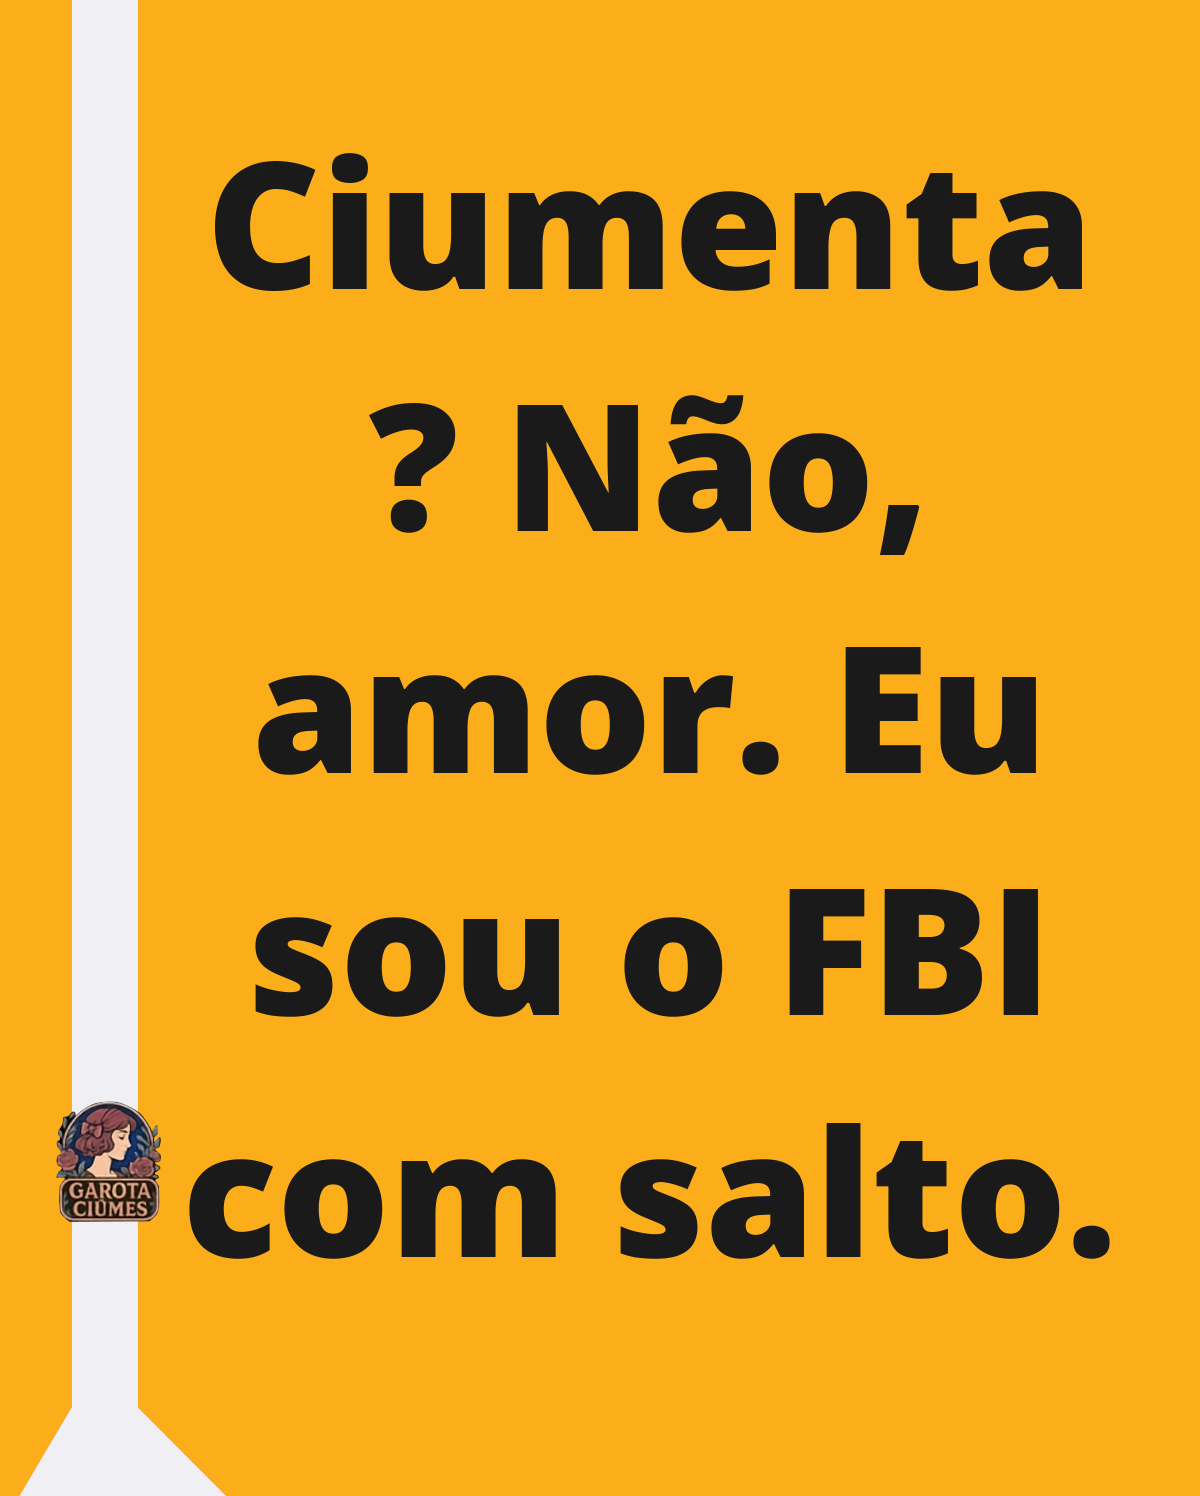 Ciumenta
? Não,
amor. Eu
sou o FBI
com salto.
GAROTA
CIÚMES